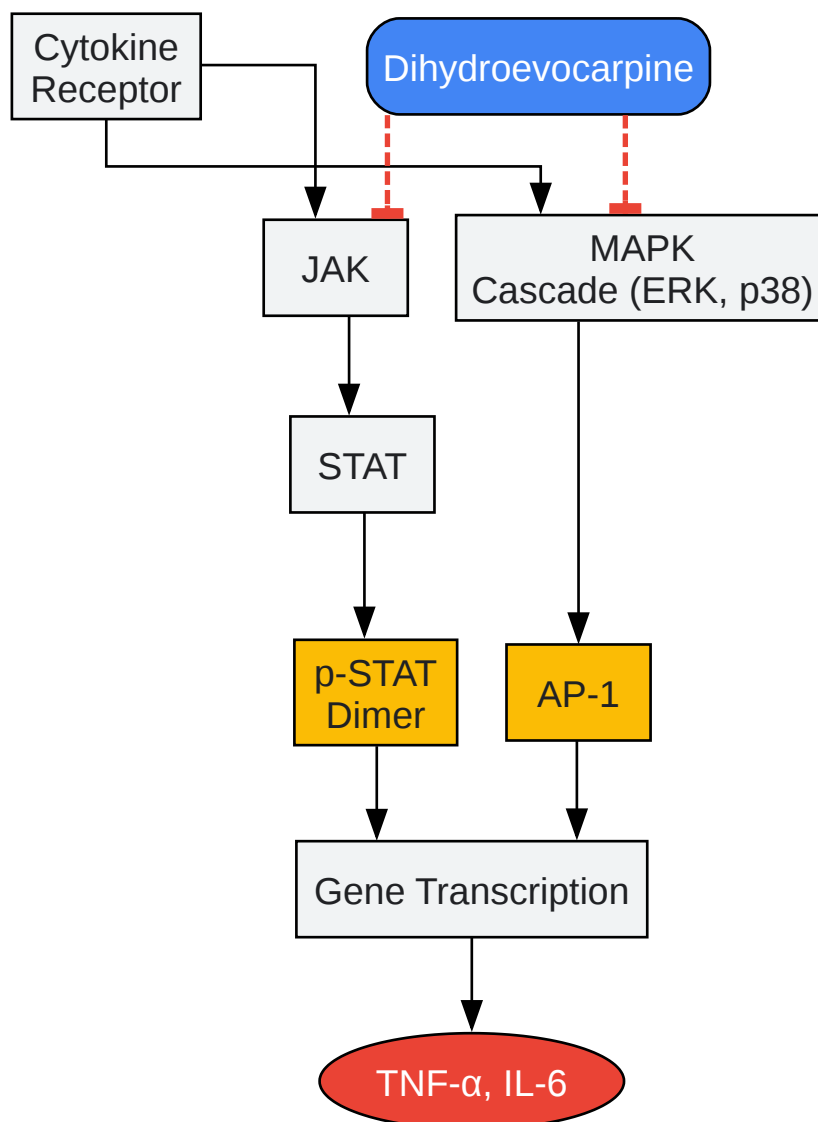 Cytokine
Receptor
Dihydroevocarpine
JAK
MAPK
Cascade (ERK, p38)
STAT
p-STAT
Dimer
AP-1
Gene Transcription
TNF-α, IL-6